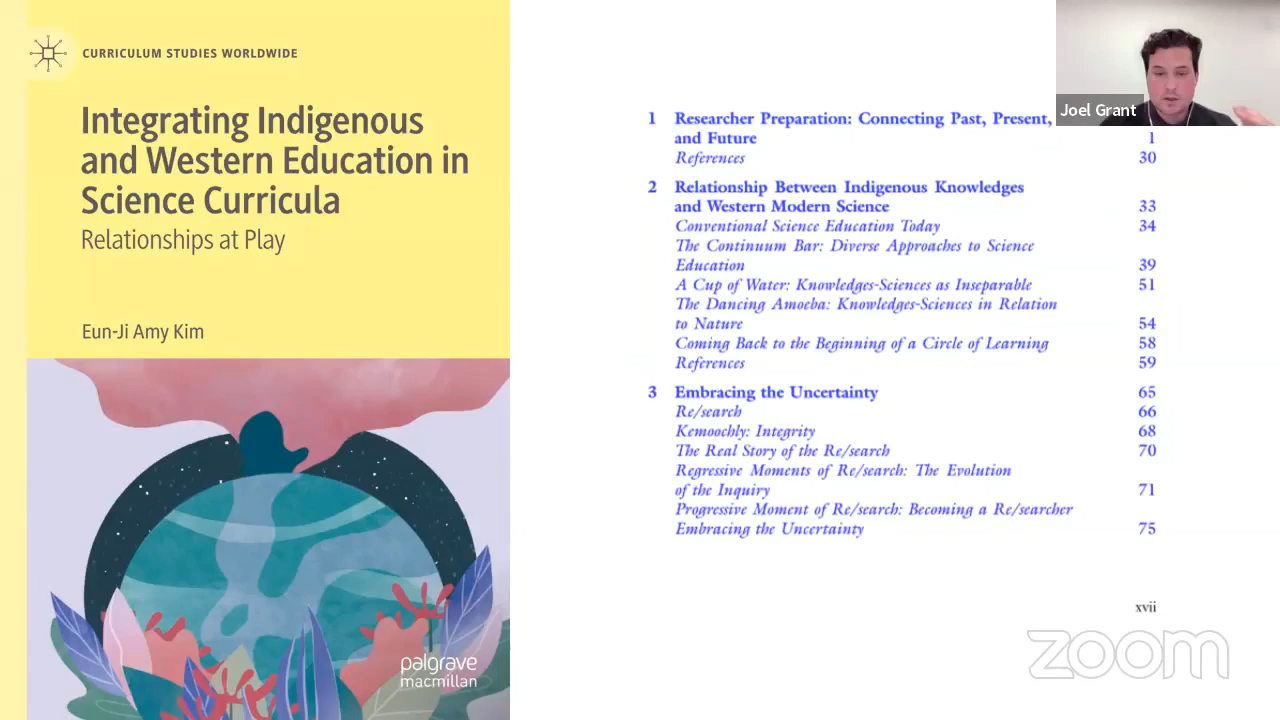 CURRICULUM STUDIES WORLDWIDE
Integrating Indigenous
and Western Education in
Science Curricula
Relationships at Play
Eun-Ji Amy Kim
palgrave
macmillan
Joel Grant
1 Researcher Preparation: Connecting Past, Present,
and Future 1
References 30
2 Relationship Between Indigenous Knowledges
and Western Modern Science 33
Conventional Science Education Today 34
The Continuum Bar: Diverse Approaches to Science
Education 39
A Cup of Water: Knowledges-Sciences as Inseparable 51
The Dancing Amoeba: Knowledges-Sciences in Relation
to Nature 54
Coming Back to the Beginning of a Circle of Learning 58
References 59
3 Embracing the Uncertainty 65
Re/search 66
Kemoochly: Integrity 68
The Real Story of the Re/search 70
Regressive Moments of Re/search: The Evolution
of the Inquiry 71
Progressive Moment of Re/search: Becoming a Re/searcher
Embracing the Uncertainty 75
xvii
zoom